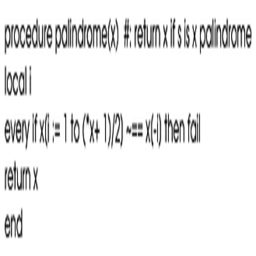 procedure palindrome(x) #: return x if s is x palindrome
local i
every if x(i := 1 to (*x+ 1)/2) ~== x(-i) then fail
return x
end